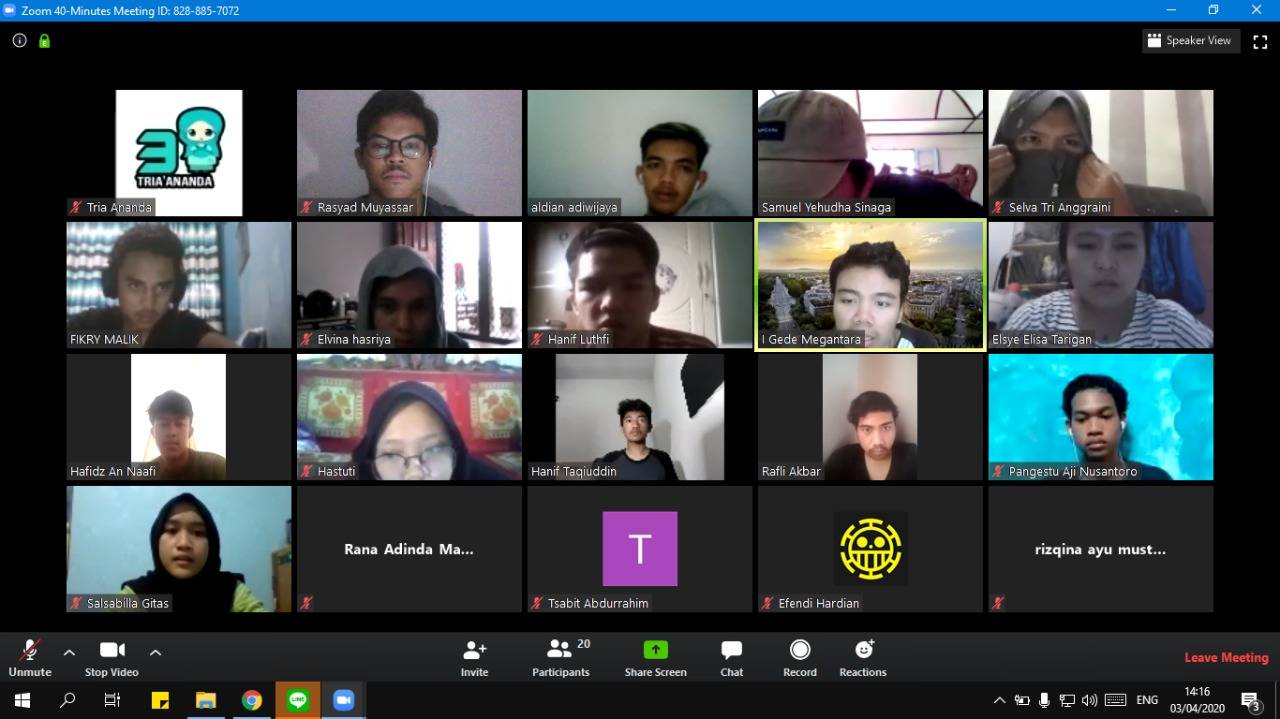 Zoom 40-Minutes Meeting ID: 828-885-7072
Speaker View
3
TRIA'ANANDA
Tria Ananda
Rasyad Muyassar
aldian adiwijaya
Samuel Yehudha Sinaga
Selva Tri Anggraini
FIKRY MALIK
Elvina hasriya
Hanif Luthfi
I Gede Megantara
Elsye Elisa Tarigan
Hafidz An Naafi
Hastuti
Hanif Taqiuddin
Rafli Akbar
Pangestu Aji Nusantoro
Salsabilla Gitas
Rana Adinda Ma...
T
Tsabit Abdurrahim
Efendi Hardian
rizqina ayu must...
Unmute
Stop Video
Invite
Participants
20
Share Screen
Chat
Record
Reactions
Leave Meeting
LINE
ENG
14:16
03/04/2020
3